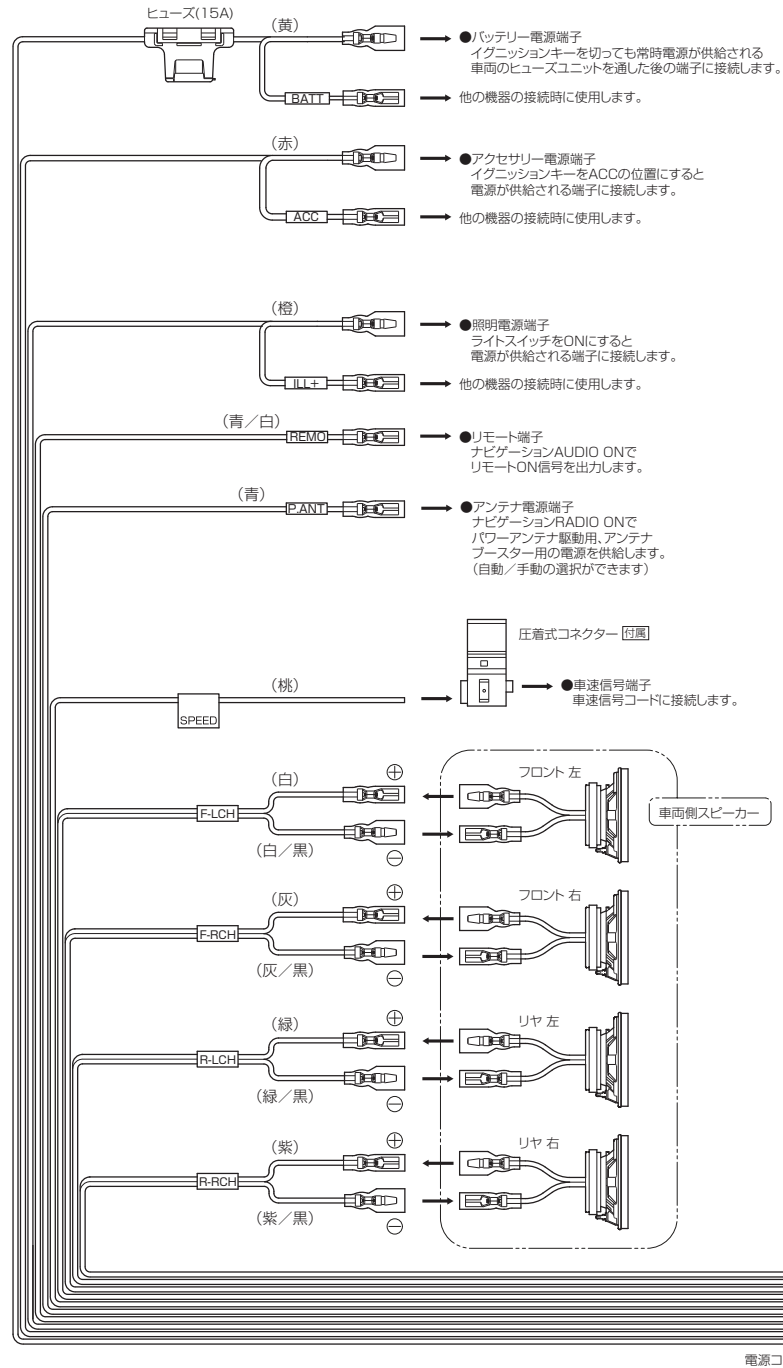 ヒューズ(15A)
(黄)
●バッテリー電源端子
イグニッションキーを切っても常時電源が供給される
車両のヒューズユニットを通した後の端子に接続します。
BATT
他の機器の接続時に使用します。
(赤)
●アクセサリー電源端子
イグニッションキーをACCの位置にすると
電源が供給される端子に接続します。
ACC
他の機器の接続時に使用します。
(橙)
●照明電源端子
ライトスイッチをONにすると
電源が供給される端子に接続します。
ILL+
他の機器の接続時に使用します。
(青／白)
REMO
●リモート端子
ナビゲーションAUDIO ONで
リモートON信号を出力します。
(青)
P.ANT
●アンテナ電源端子
ナビゲーションRADIO ONで
パワーアンテナ駆動用、アンテナ
ブースター用の電源を供給します。
(自動／手動の選択ができます)
圧着式コネクター 付属
(桃)
SPEED
●車速信号端子
車速信号コードに接続します。
(白)
⊕
フロント 左
車両側スピーカー
F-LCH
(白／黒)
⊖
(灰)
⊕
フロント 右
F-RCH
(灰／黒)
⊖
(緑)
⊕
リヤ 左
R-LCH
(緑／黒)
⊖
(紫)
⊕
リヤ 右
R-RCH
(紫／黒)
⊖
電源コ